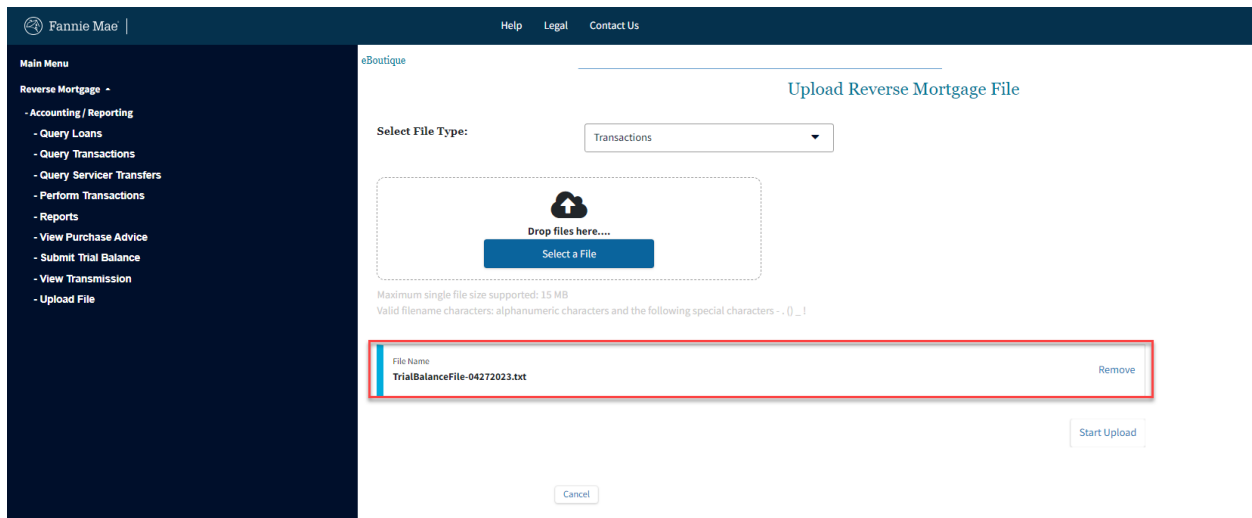 Fannie Mae
Help Legal Contact Us
Main Menu
Reverse Mortgage
- Accounting / Reporting
- Query Loans
- Query Transactions
- Query Servicer Transfers
- Perform Transactions
- Reports
- View Purchase Advice
- Submit Trial Balance
- View Transmission
- Upload File
eBoutique
Upload Reverse Mortgage File
Select File Type:
Transactions
Drop files here....
Select a File
Maximum single file size supported: 15 MB
Valid filename characters: alphanumeric characters and the following special characters - . () _ !
File Name
TrialBalanceFile-04272023.txt
Remove
Start Upload
Cancel